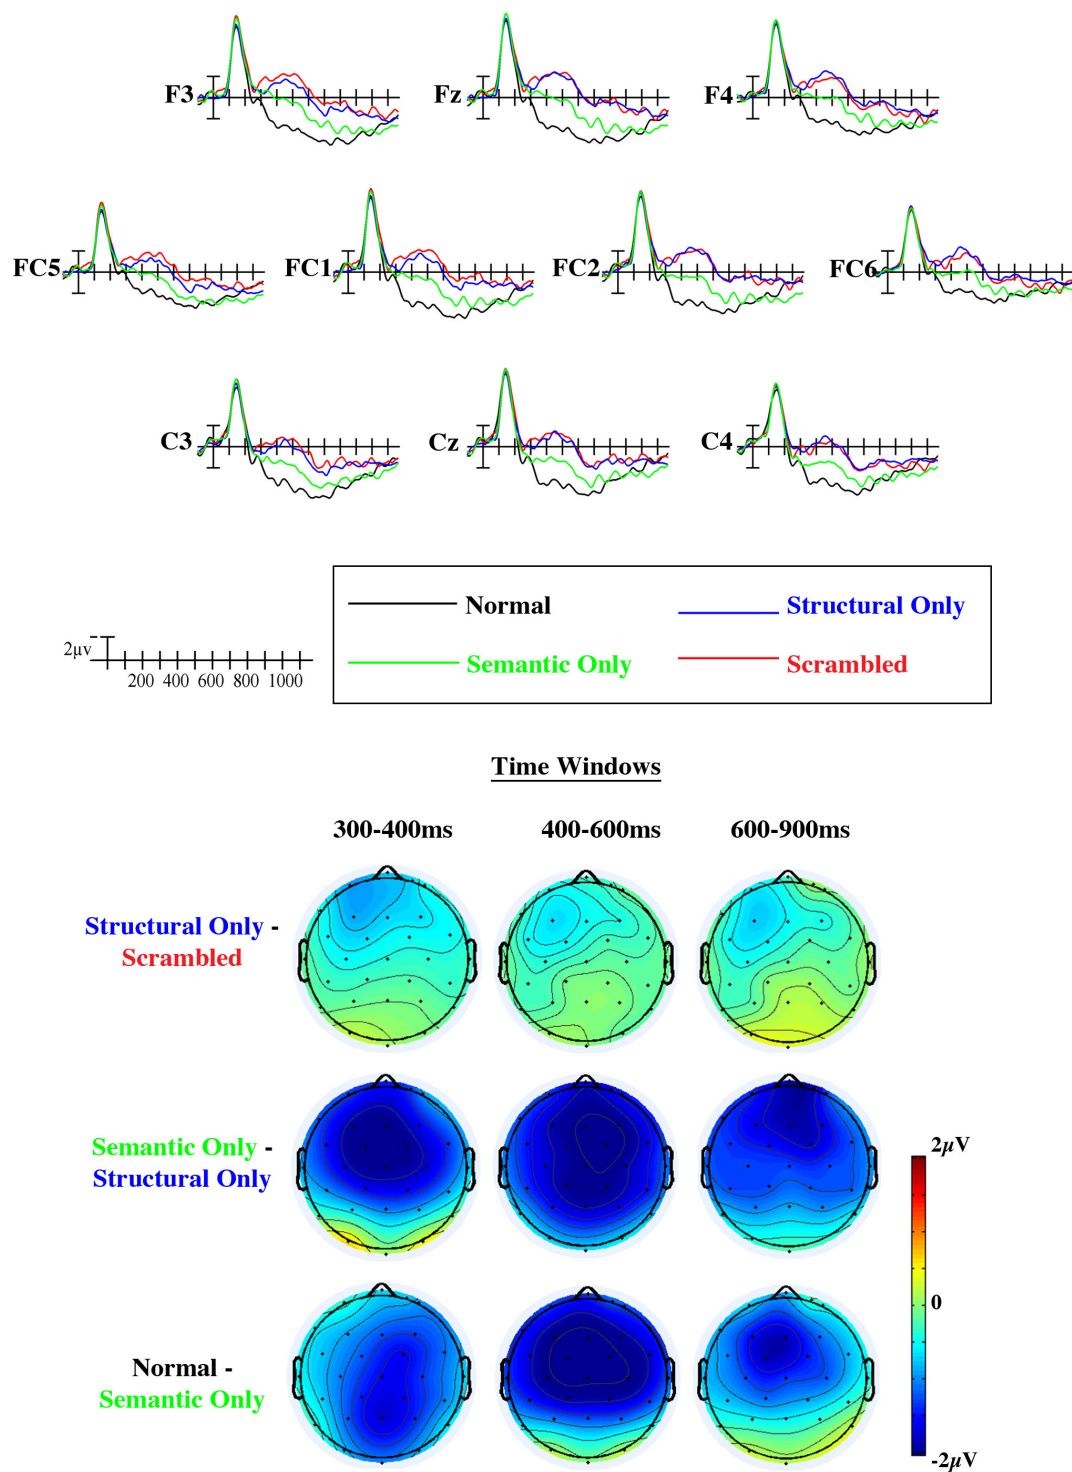 F3 Fz F4
FC5 FC1 FC2 FC6
C3 Cz C4
Normal Structural Only
2μv
200 400 600 800 1000
Semantic Only Scrambled
Time Windows
300-400ms 400-600ms 600-900ms
Structural Only -
Scrambled
Semantic Only -
Structural Only
2μV
0
Normal -
Semantic Only
-2μV